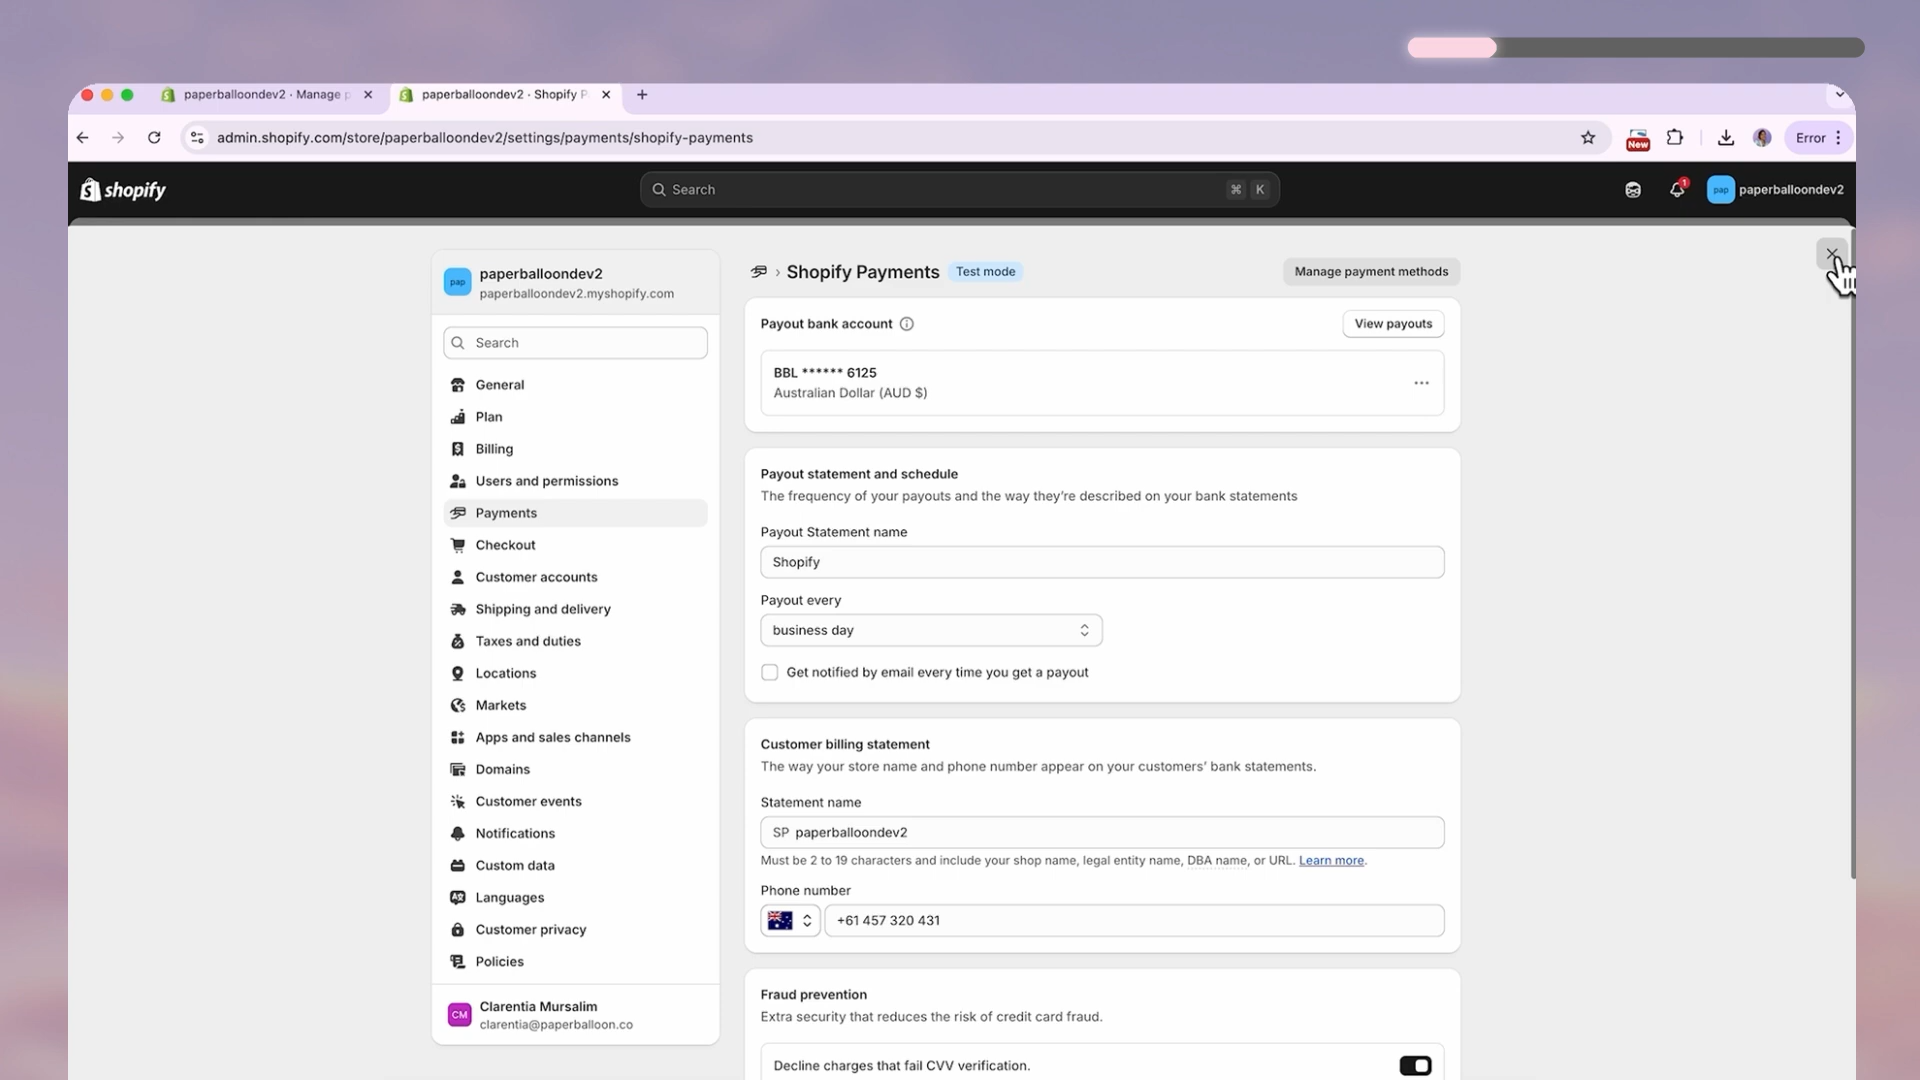 paperballoondev2 · Manage p
paperballoondev2 · Shopify P
admin.shopify.com/store/paperballoondev2/settings/payments/shopify-payments
New
Error
shopify
Search
⌘ K
1
pap
paperballoondev2
pap
paperballoondev2
paperballoondev2.myshopify.com
Search
General
Plan
Billing
Users and permissions
Payments
Checkout
Customer accounts
Shipping and delivery
Taxes and duties
Locations
Markets
Apps and sales channels
Domains
Customer events
Notifications
Custom data
Languages
Customer privacy
Policies
CM
Clarentia Mursalim
clarentia@paperballoon.co
› Shopify Payments Test mode
Manage payment methods
Payout bank account
View payouts
BBL ****** 6125
Australian Dollar (AUD $)
Payout statement and schedule
The frequency of your payouts and the way they’re described on your bank statements
Payout Statement name
Shopify
Payout every
business day
Get notified by email every time you get a payout
Customer billing statement
The way your store name and phone number appear on your customers’ bank statements.
Statement name
SP paperballoondev2
Must be 2 to 19 characters and include your shop name, legal entity name, DBA name, or URL. Learn more.
Phone number
+61 457 320 431
Fraud prevention
Extra security that reduces the risk of credit card fraud.
Decline charges that fail CVV verification.